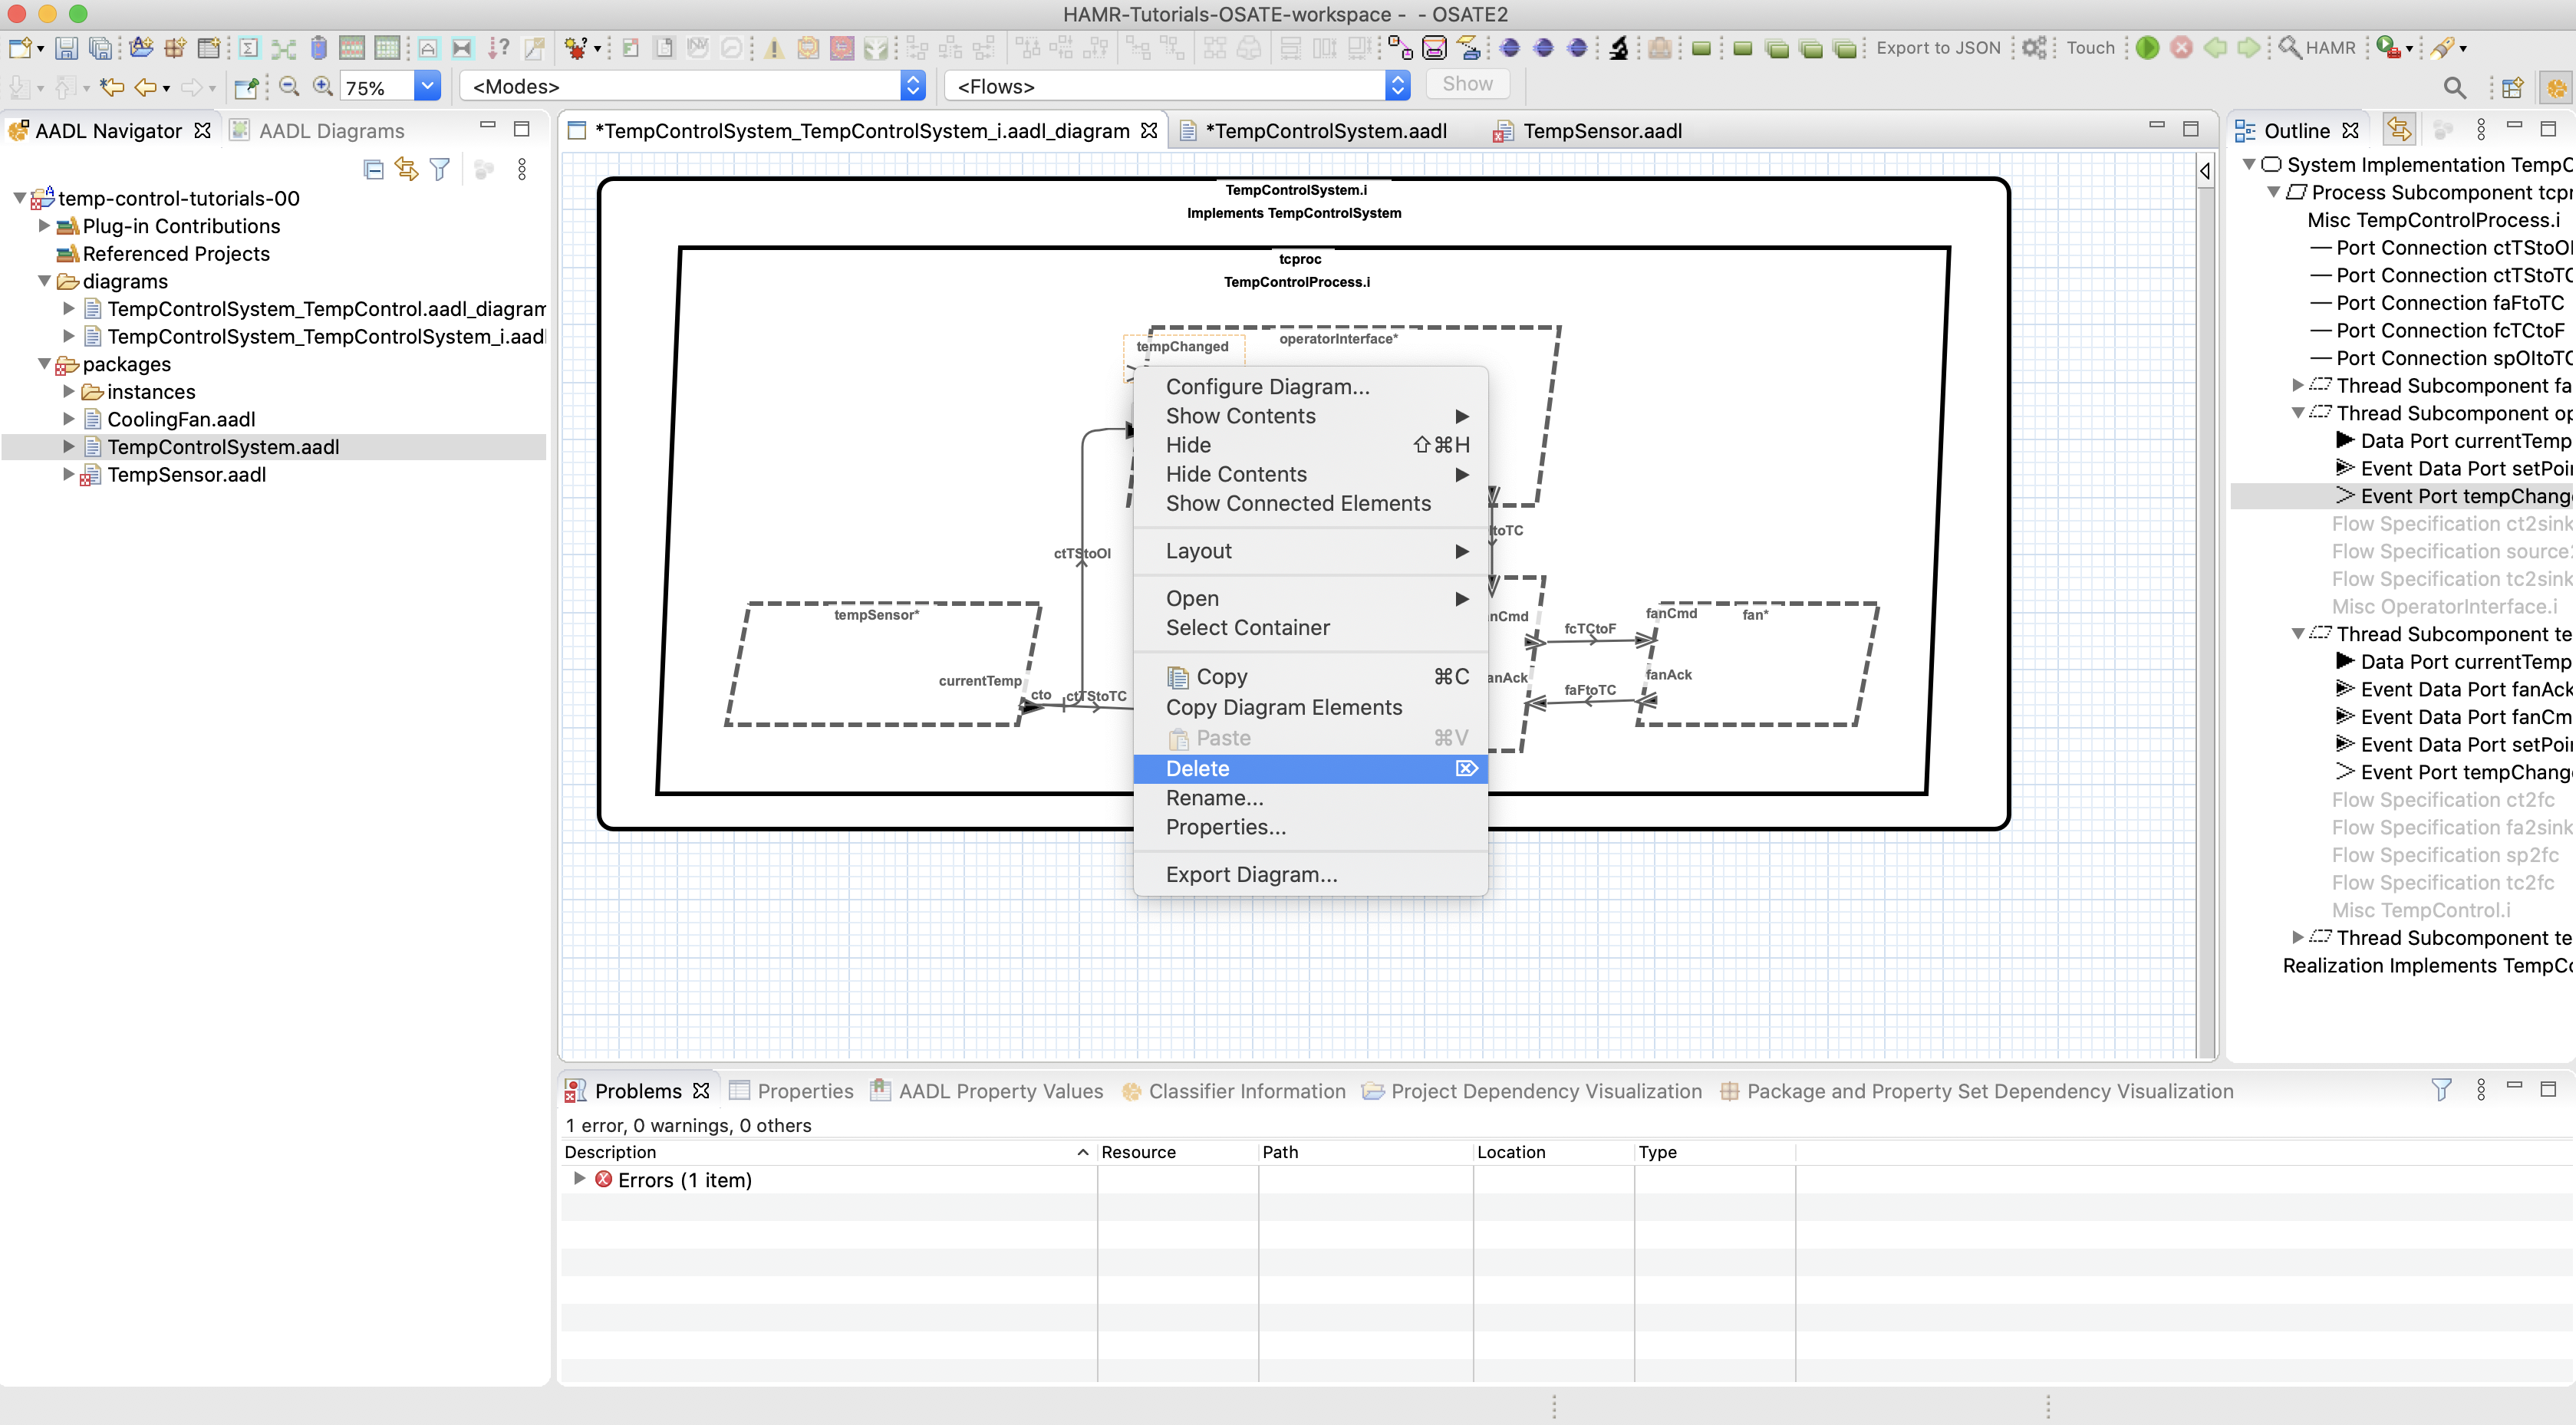 HAMR-Tutorials-OSATE-workspace - - OSATE2
Export to JSON
Touch
HAMR
75%
<Modes>
<Flows>
Show
AADL Navigator
AADL Diagrams
temp-control-tutorials-00
Plug-in Contributions
Referenced Projects
diagrams
TempControlSystem_TempControl.aadl_diagram
TempControlSystem_TempControlSystem_i.aadl
packages
instances
CoolingFan.aadl
TempControlSystem.aadl
TempSensor.aadl
*TempControlSystem_TempControlSystem_i.aadl_diagram
*TempControlSystem.aadl
TempSensor.aadl
TempControlSystem.i
Implements TempControlSystem
tcproc
TempControlProcess.i
operatorInterface*
tempChanged
ctTStoOI
toTC
tempSensor*
currentTemp
cto
ctTStoTC
nCmd
fcTCtoF
fanCmd
fan*
anAck
faFtoTC
fanAck
Configure Diagram...
Show Contents
Hide ⇧⌘H
Hide Contents
Show Connected Elements
Layout
Open
Select Container
Copy ⌘C
Copy Diagram Elements
Paste ⌘V
Delete
Rename...
Properties...
Export Diagram...
Outline
System Implementation TempC
Process Subcomponent tcpr
Misc TempControlProcess.i
Port Connection ctTStoOI
Port Connection ctTStoTC
Port Connection faFtoTC
Port Connection fcTCtoF
Port Connection spOItoTC
Thread Subcomponent fa
Thread Subcomponent op
Data Port currentTemp
Event Data Port setPoi
Event Port tempChang
Flow Specification ct2sink
Flow Specification source
Flow Specification tc2sink
Misc OperatorInterface.i
Thread Subcomponent te
Data Port currentTemp
Event Data Port fanAck
Event Data Port fanCm
Event Data Port setPoi
Event Port tempChang
Flow Specification ct2fc
Flow Specification fa2sink
Flow Specification sp2fc
Flow Specification tc2fc
Misc TempControl.i
Thread Subcomponent te
Realization Implements TempC
Problems
Properties
AADL Property Values
Classifier Information
Project Dependency Visualization
Package and Property Set Dependency Visualization
1 error, 0 warnings, 0 others
Description Resource Path Location Type
Errors (1 item)